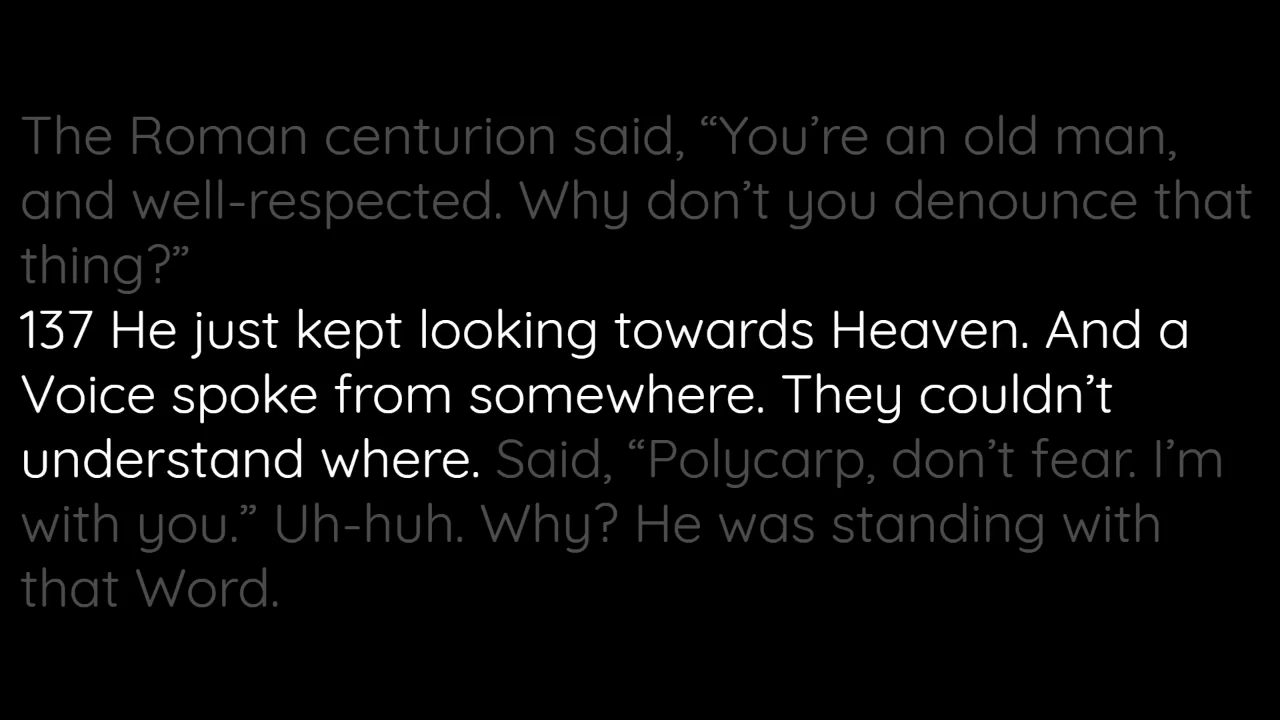 The Roman centurion said, “You’re an old man,
and well-respected. Why don’t you denounce that
thing?”
137 He just kept looking towards Heaven. And a
Voice spoke from somewhere. They couldn’t
understand where. Said, “Polycarp, don’t fear. I’m
with you.” Uh-huh. Why? He was standing with
that Word.